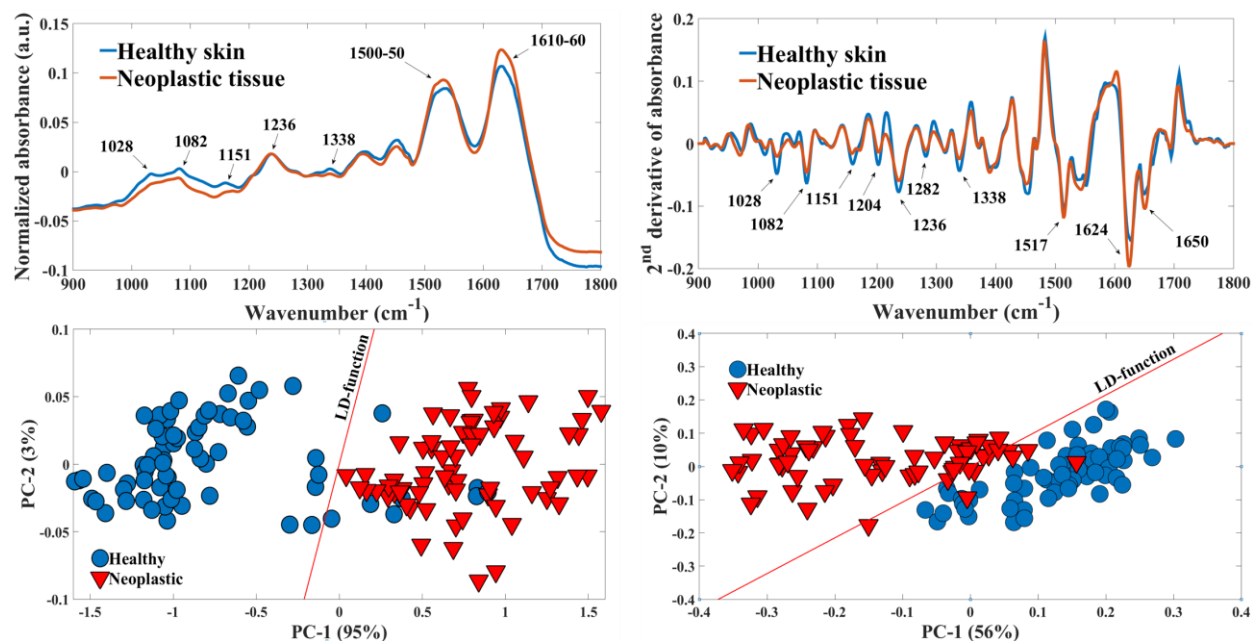 Normalized absorbance (a.u.)
0.15
0.1
0.05
0
-0.05
-0.1
Healthy skin
Neoplastic tissue
1028
1082
1151
1236
1338
1500-50
1610-60
900 1000 1100 1200 1300 1400 1500 1600 1700 1800
Wavenumber (cm-1)
2nd derivative of absorbance
0.2
0.1
0
-0.1
-0.2
Healthy skin
Neoplastic tissue
1028
1082
1151
1204
1236
1282
1338
1517
1624
1650
900 1000 1100 1200 1300 1400 1500 1600 1700 1800
Wavenumber (cm-1)
PC-2 (3%)
0.1
0.05
0
-0.05
-0.1
LD-function
Healthy
Neoplastic
-1 -0.5 0 0.5 1 1.5
PC-1 (95%)
PC-2 (10%)
0.4
0.3
0.2
0.1
0
-0.1
-0.2
-0.3
-0.4
Healthy
Neoplastic
LD-function
-0.4 -0.3 -0.2 -0.1 0 0.1 0.2 0.3 0.4
PC-1 (56%)